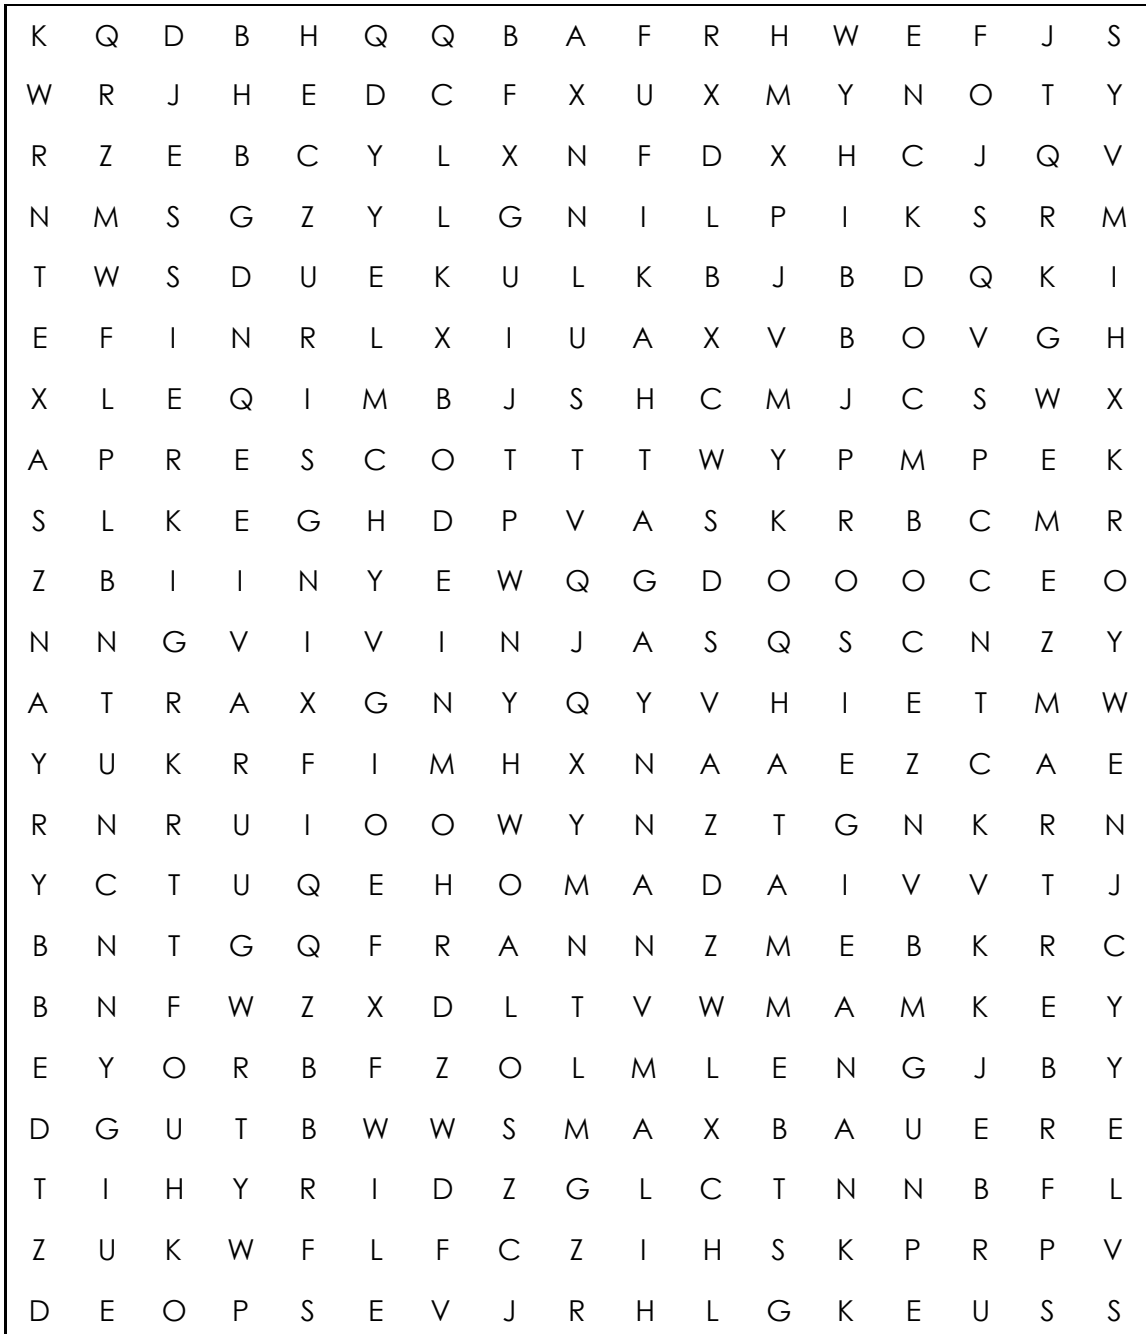 K Q D B H Q Q B A F R H W E F J S
W R J H E D C F X U X M Y N O T Y
R Z E B C Y L X N F D X H C J Q V
N M S G Z Y L G N I L P I K S R M
T W S D U E K U L K B J B D Q K I
E F I N R L X I U A X V B O V G H
X L E Q I M B J S H C M J C S W X
A P R E S C O T T T W Y P M P E K
S L K E G H D P V A S K R B C M R
Z B I I N Y E W Q G D O O O C E O
N N G V I V I N J A S Q S C N Z Y
A T R A X G N Y Q Y V H I E T M W
Y U K R F I M H X N A A E Z C A E
R N R U I O O W Y N Z T G N K R N
Y C T U Q E H O M A D A I V V T J
B N T G Q F R A N N Z M E B K R C
B N F W Z X D L T V W M A M K E Y
E Y O R B F Z O L M L E N G J B Y
D G U T B W W S M A X B A U E R E
T I H Y R I D Z G L C T N N B F L
Z U K W F L F C Z I H S K P R P V
D E O P S E V J R H L G K E U S S